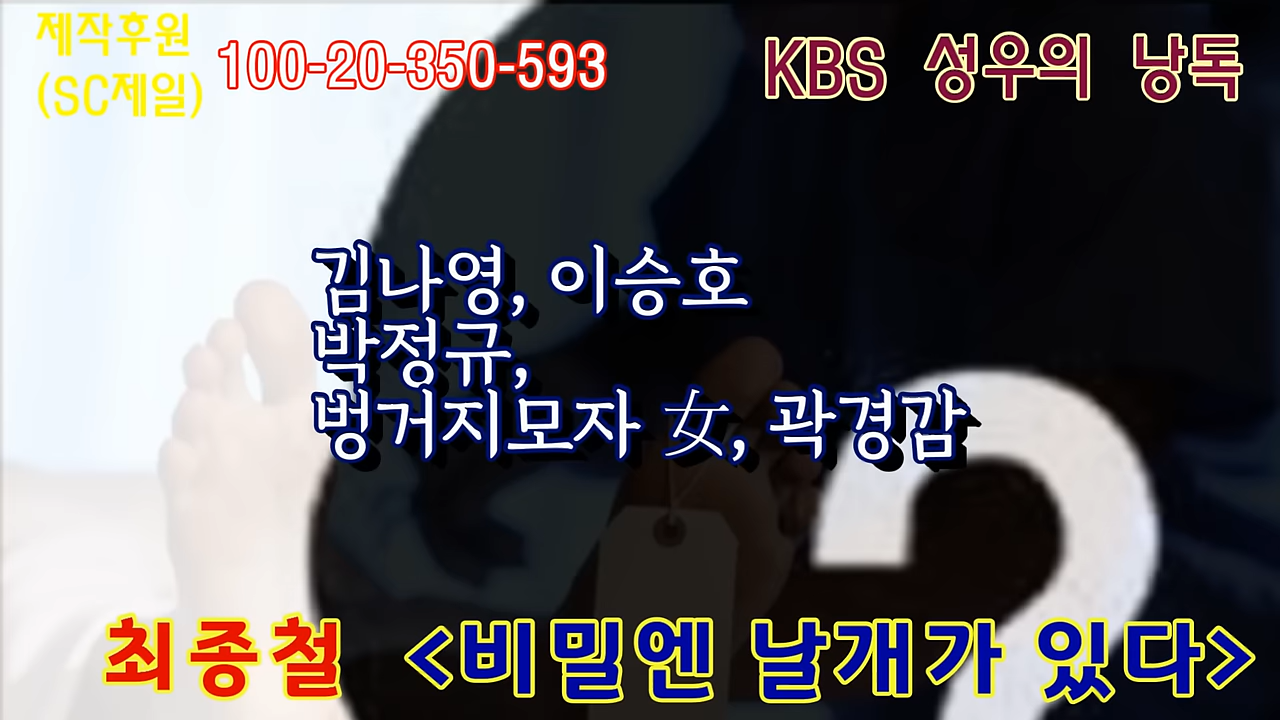 제작후원
(SC제일)
100-20-350-593
KBS 성우의 낭독
김나영, 이승호
박정규,
벙거지모자 女, 곽경감
최종철 <비밀엔 날개가 있다>